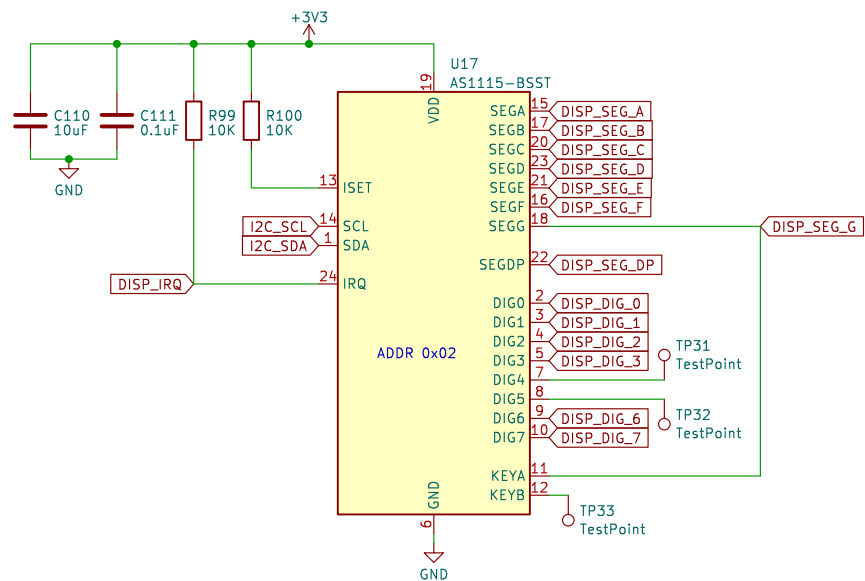 +3V3
U17
AS1115-BSST
19
VDD
C110
10uF
C111
0.1uF
R99
10K
R100
10K
GND
13
ISET
I2C_SCL
14
SCL
I2C_SDA
1
SDA
DISP_IRQ
24
IRQ
SEGA
15
DISP_SEG_A
SEGB
17
DISP_SEG_B
SEGC
20
DISP_SEG_C
SEGD
23
DISP_SEG_D
SEGE
21
DISP_SEG_E
SEGF
16
DISP_SEG_F
SEGG
18
DISP_SEG_G
SEGDP
22
DISP_SEG_DP
DIG0
2
DISP_DIG_0
DIG1
3
DISP_DIG_1
DIG2
4
DISP_DIG_2
DIG3
5
DISP_DIG_3
ADDR 0x02
DIG4
7
TP31
TestPoint
DIG5
8
TP32
TestPoint
DIG6
9
DISP_DIG_6
DIG7
10
DISP_DIG_7
KEYA
11
KEYB
12
TP33
TestPoint
GND
6
GND